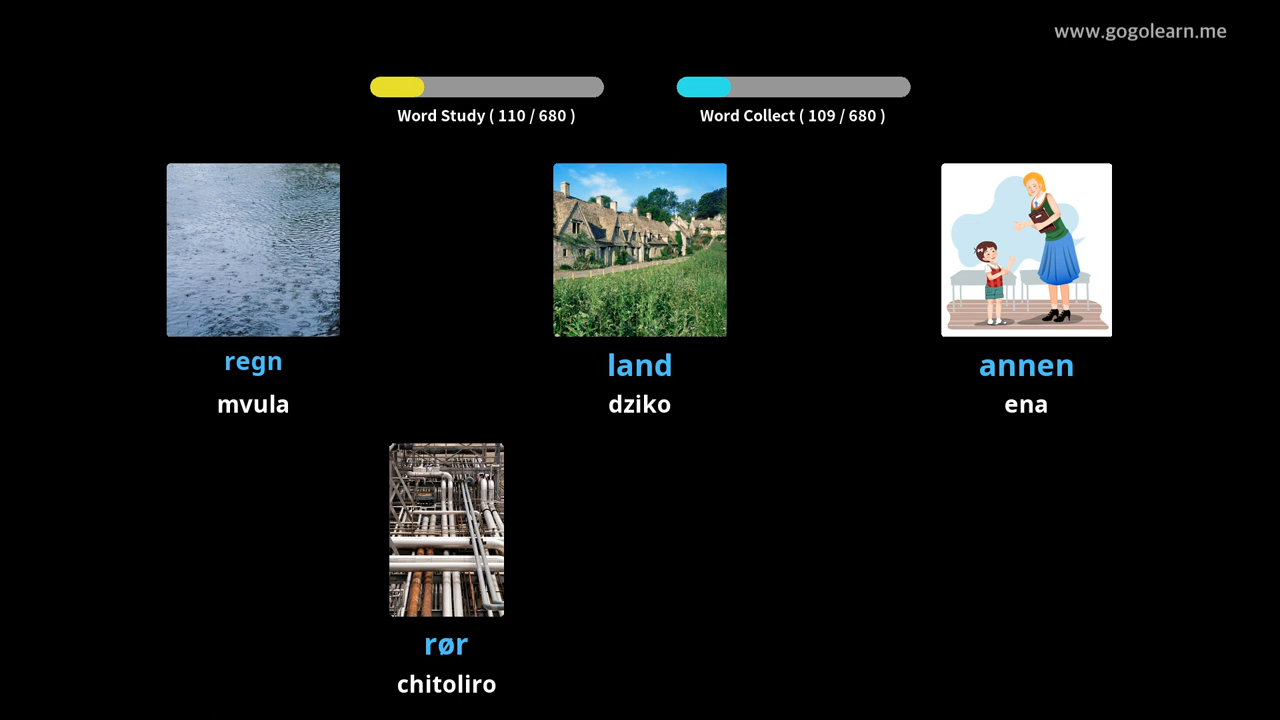 www.gogolearn.me
Word Study ( 110 / 680 )
Word Collect ( 109 / 680 )
regn
mvula
land
dziko
annen
ena
rør
chitoliro